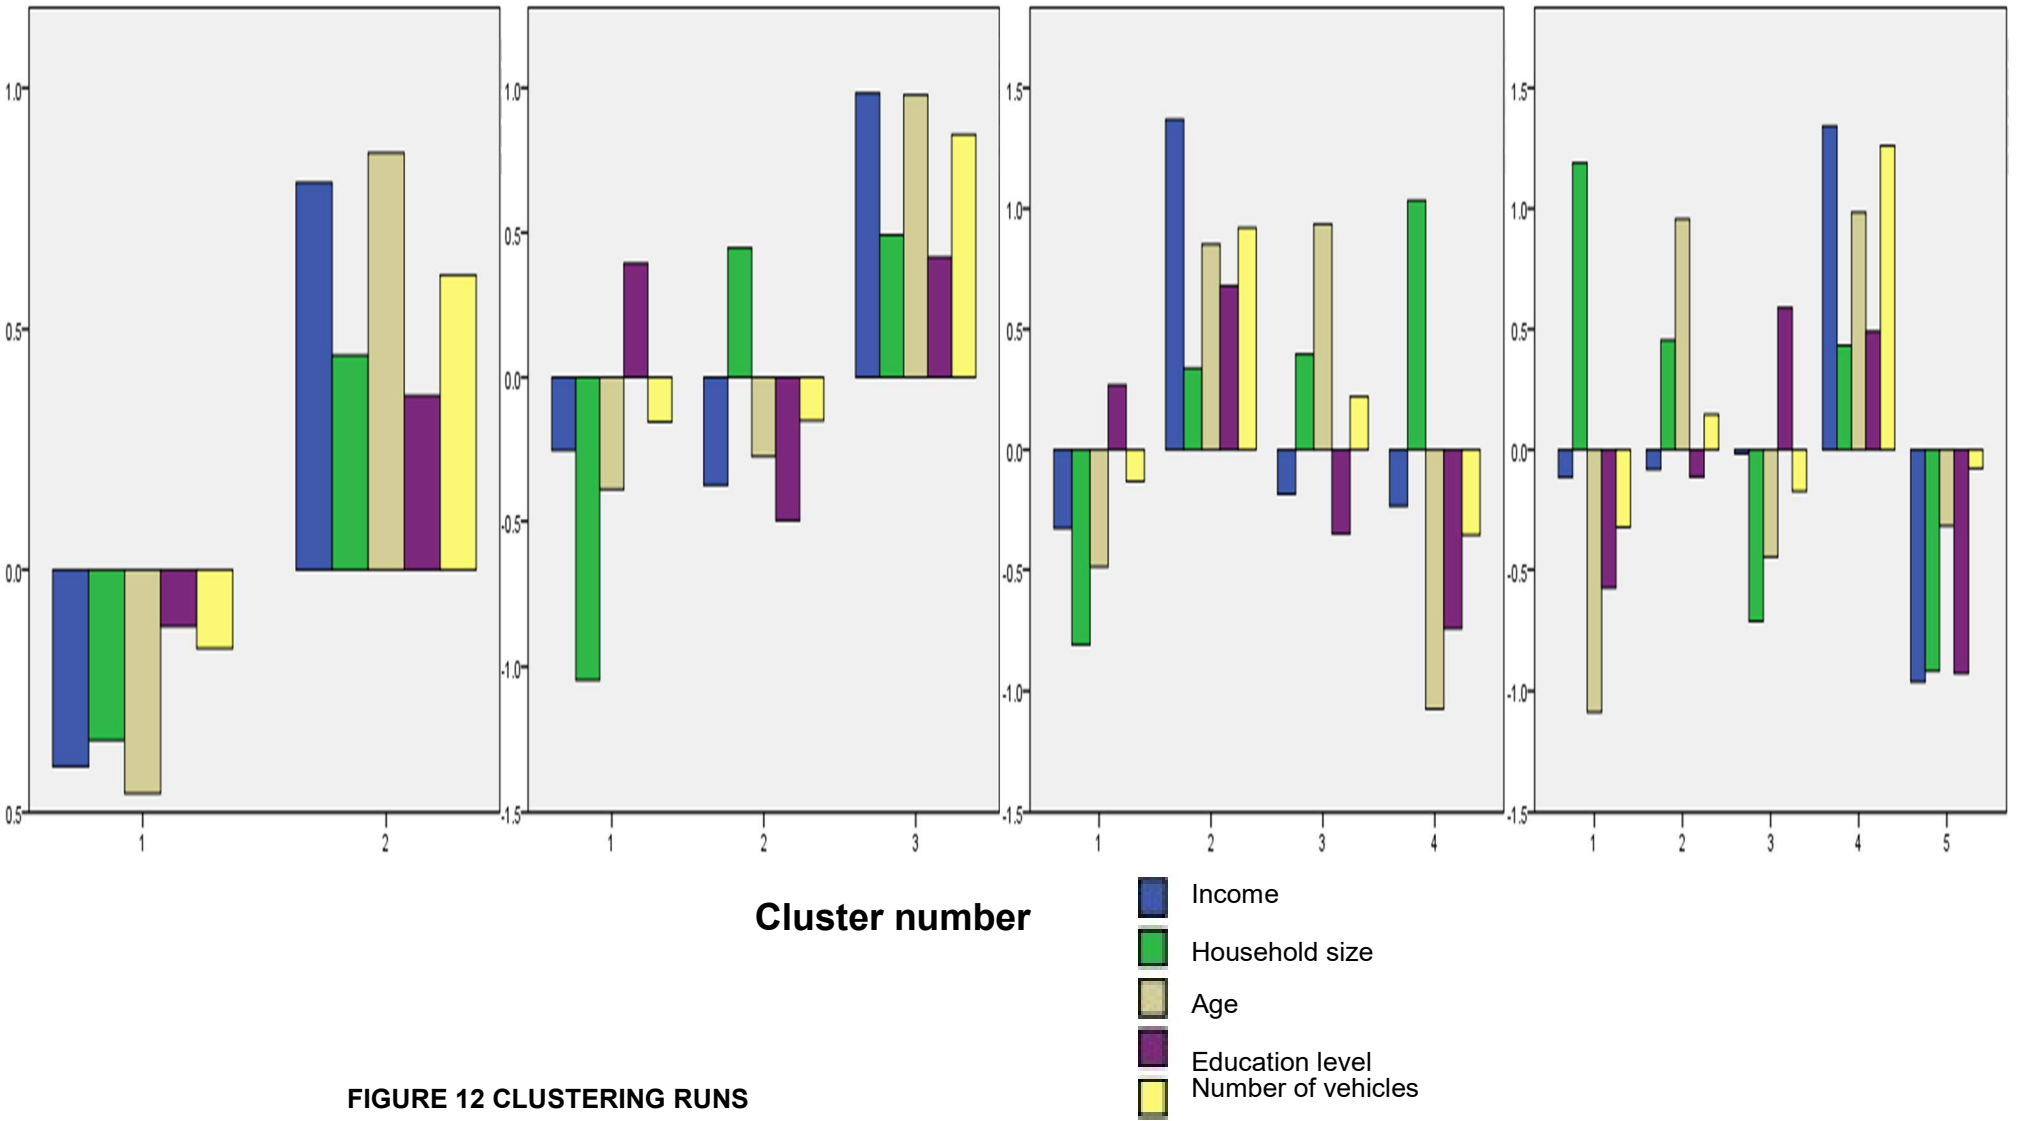 1.0
0.5
0.0
0.5
1 2
1.0
0.5
0.0
-0.5
-1.0
-1.5
1 2 3
1.5
1.0
0.5
0.0
-0.5
-1.0
-1.5
1 2 3 4
1.5
1.0
0.5
0.0
-0.5
-1.0
-1.5
1 2 3 4 5
Cluster number
Income
Household size
Age
Education level
Number of vehicles
FIGURE 12 CLUSTERING RUNS